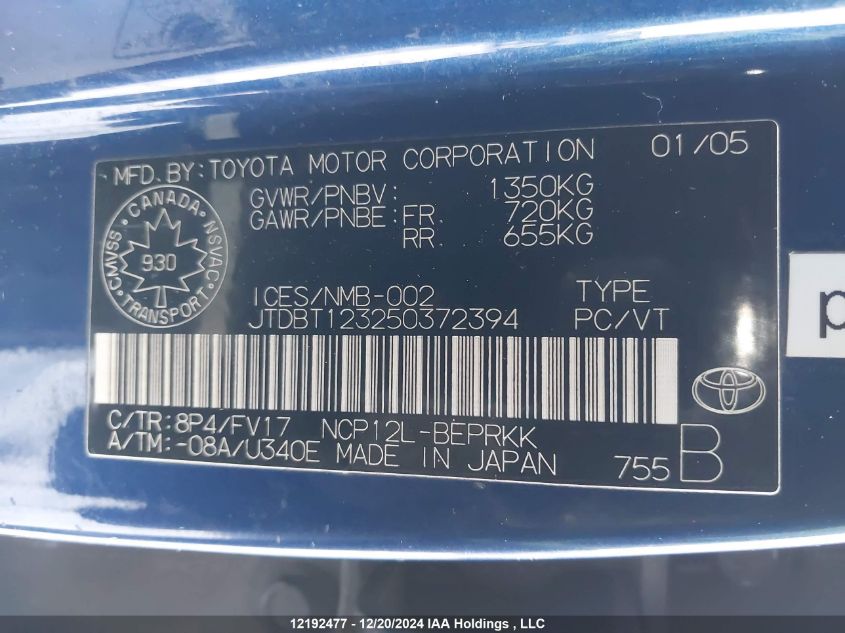 MFD. BY: TOYOTA MOTOR CORPORATION 01/05
GVWR/PNBV: 1350KG
GAWR/PNBE: FR 720KG
RR 655KG
CANADA
CMVSS NSVAC
930
TRANSPORT
ICES/NMB-002 TYPE
JTDBT123250372394 PC/VT
C/TR: 8P4/FV17 NCP12L-BEPRKK
A/TM: -08A/U340E MADE IN JAPAN 755 B
p
12192477 - 12/20/2024 IAA Holdings , LLC